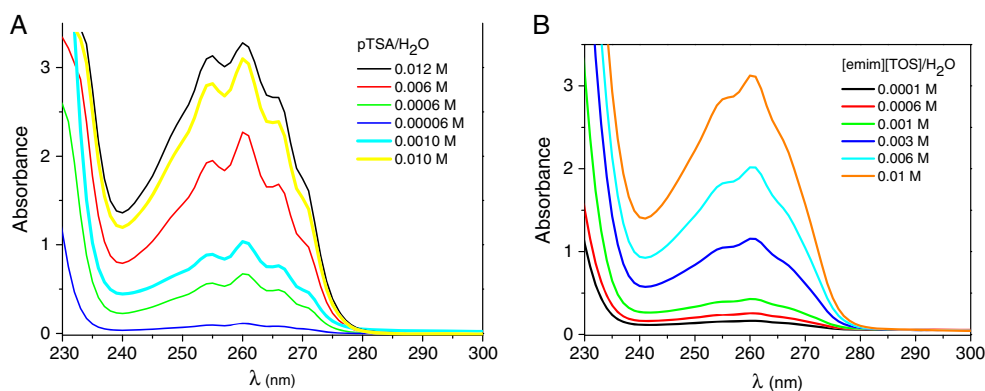 A
pTSA/H2O
0.012 M
0.006 M
0.0006 M
0.00006 M
0.0010 M
0.010 M
Absorbance
3
2
1
0
230 240 250 260 270 280 290 300
λ (nm)
B
[emim][TOS]/H2O
0.0001 M
0.0006 M
0.001 M
0.003 M
0.006 M
0.01 M
Absorbance
3
2
1
0
230 240 250 260 270 280 290 300
λ (nm)